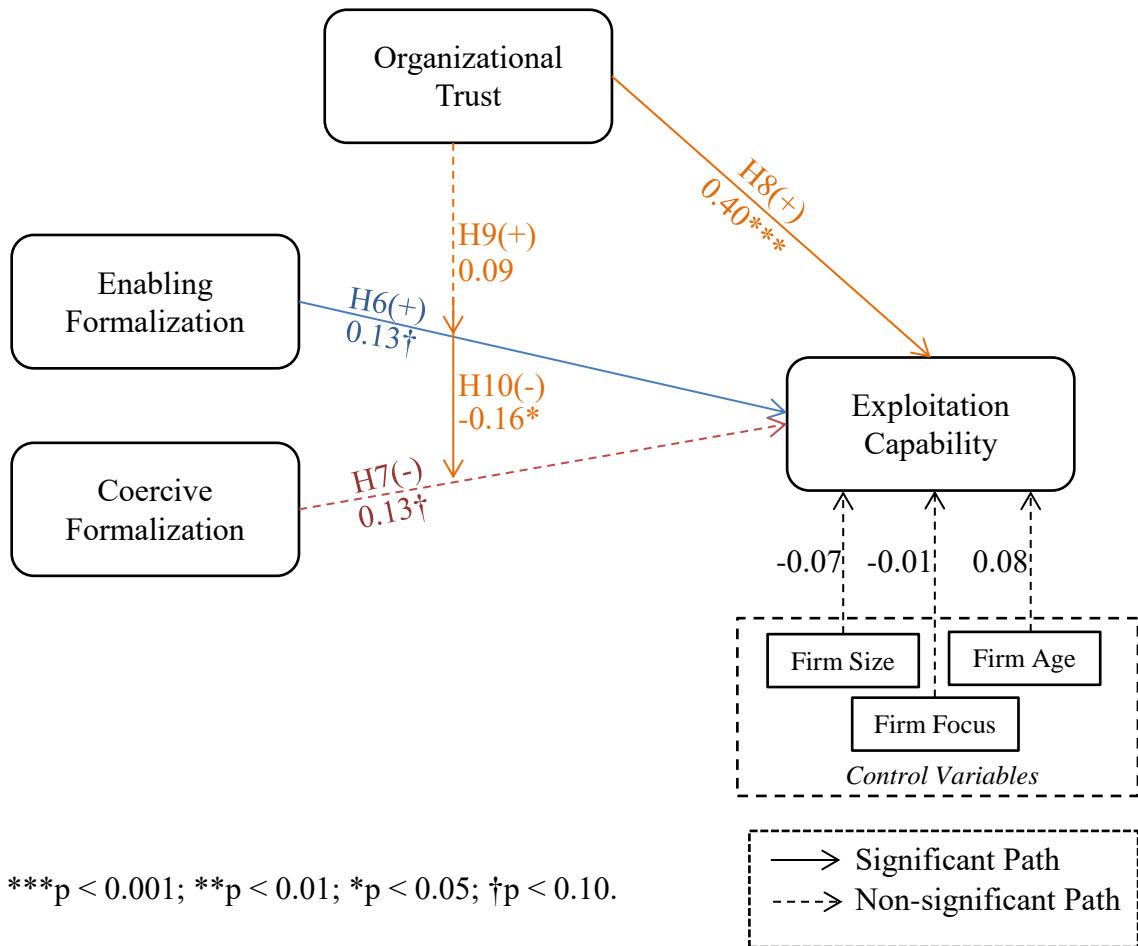 Organizational
Trust
H8(+)
0.40***
H9(+)
0.09
Enabling
Formalization
H6(+)
0.13†
H10(-)
-0.16*
Exploitation
Capability
Coercive
Formalization
H7(-)
0.13†
-0.07
-0.01
0.08
Firm Size
Firm Age
Firm Focus
Control Variables
Significant Path
Non-significant Path
***p < 0.001; **p < 0.01; *p < 0.05; †p < 0.10.